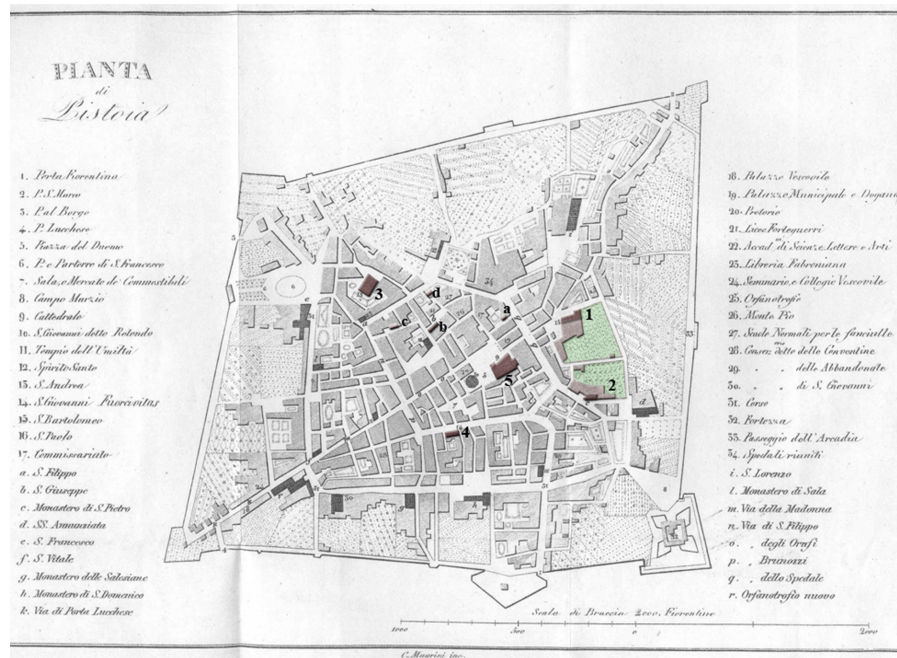 PIANTA
di
Pistoia
1. Porta Fiorentina
2. P. S. Marco
3. P. al Borgo
4. P. Lucchese
5. Piazza del Duomo
6. P. e Parterre di S. Francesco
7. Sala, o Mercato de' Commestibili
8. Campo Marzio
9. Cattedrale
10. S. Giovanni detto Rotondo
11. Tempio dell'Umiltà
12. Spirito Santo
13. S. Andrea
14. S. Giovanni Fuorcivitas
15. S. Bartolomeo
16. S. Paolo
17. Commissariato
a. S. Filippo
b. S. Giuseppe
c. Monastero di S. Pietro
d. SS. Annunziata
e. S. Francesco
f. S. Vitale
g. Monastero delle Salesiane
h. Monastero di S. Domenico
k. Via di Porta Lucchese
18. Palazzo Vescovile
19. Palazzo Municipale e Dogana
20. Pretorio
21. Liceo Forteguerri
22. Accad. di Scienze, Lettere e Arti
23. Libreria Fabroniana
24. Seminario e Collegio Vescovile
25. Orfanotrofio
26. Monte Pio
27. Scuole Normali per le fanciulle
28. Conser. detto delle Crocentine
29. „ „ delle Abbandonate
30. „ „ di S. Giovanni
31. Corso
32. Fortezza
33. Passeggio dell'Arcadia
34. Spedali riuniti
i. S. Lorenzo
l. Monastero di Sala
m. Via della Madonna
n. Via di S. Filippo
o. „ degli Orafi
p. „ Brunozzi
q. „ dello Spedale
r. Orfanotrofio nuovo
1
2
3
d
a
c
b
5
4
Scala di Braccia 2000. Fiorentine
1000 500 0 2000
C. Maarini inc.